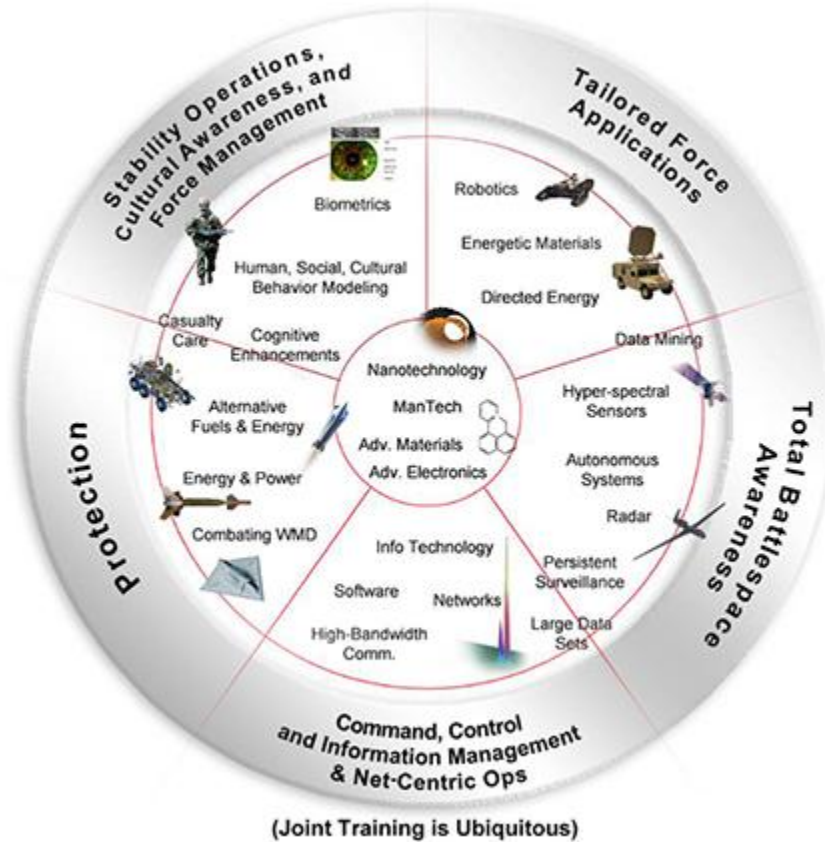 Stability Operations,
Cultural Awareness, and
Force Management
Tailored Force
Applications
Biometrics
Human, Social, Cultural
Behavior Modeling
Cognitive
Enhancements
Robotics
Energetic Materials
Directed Energy
Data Mining
Hyper-spectral
Sensors
Autonomous
Systems
Radar
Persistent
Surveillance
Large Data
Sets
Total Battlespace
Awareness
Casualty
Care
Alternative
Fuels & Energy
Energy & Power
Combating WMD
Protection
Nanotechnology
ManTech
Adv. Materials
Adv. Electronics
Info Technology
Software
Networks
High-Bandwidth
Comm.
Command, Control
and Information Management
& Net-Centric Ops
(Joint Training is Ubiquitous)